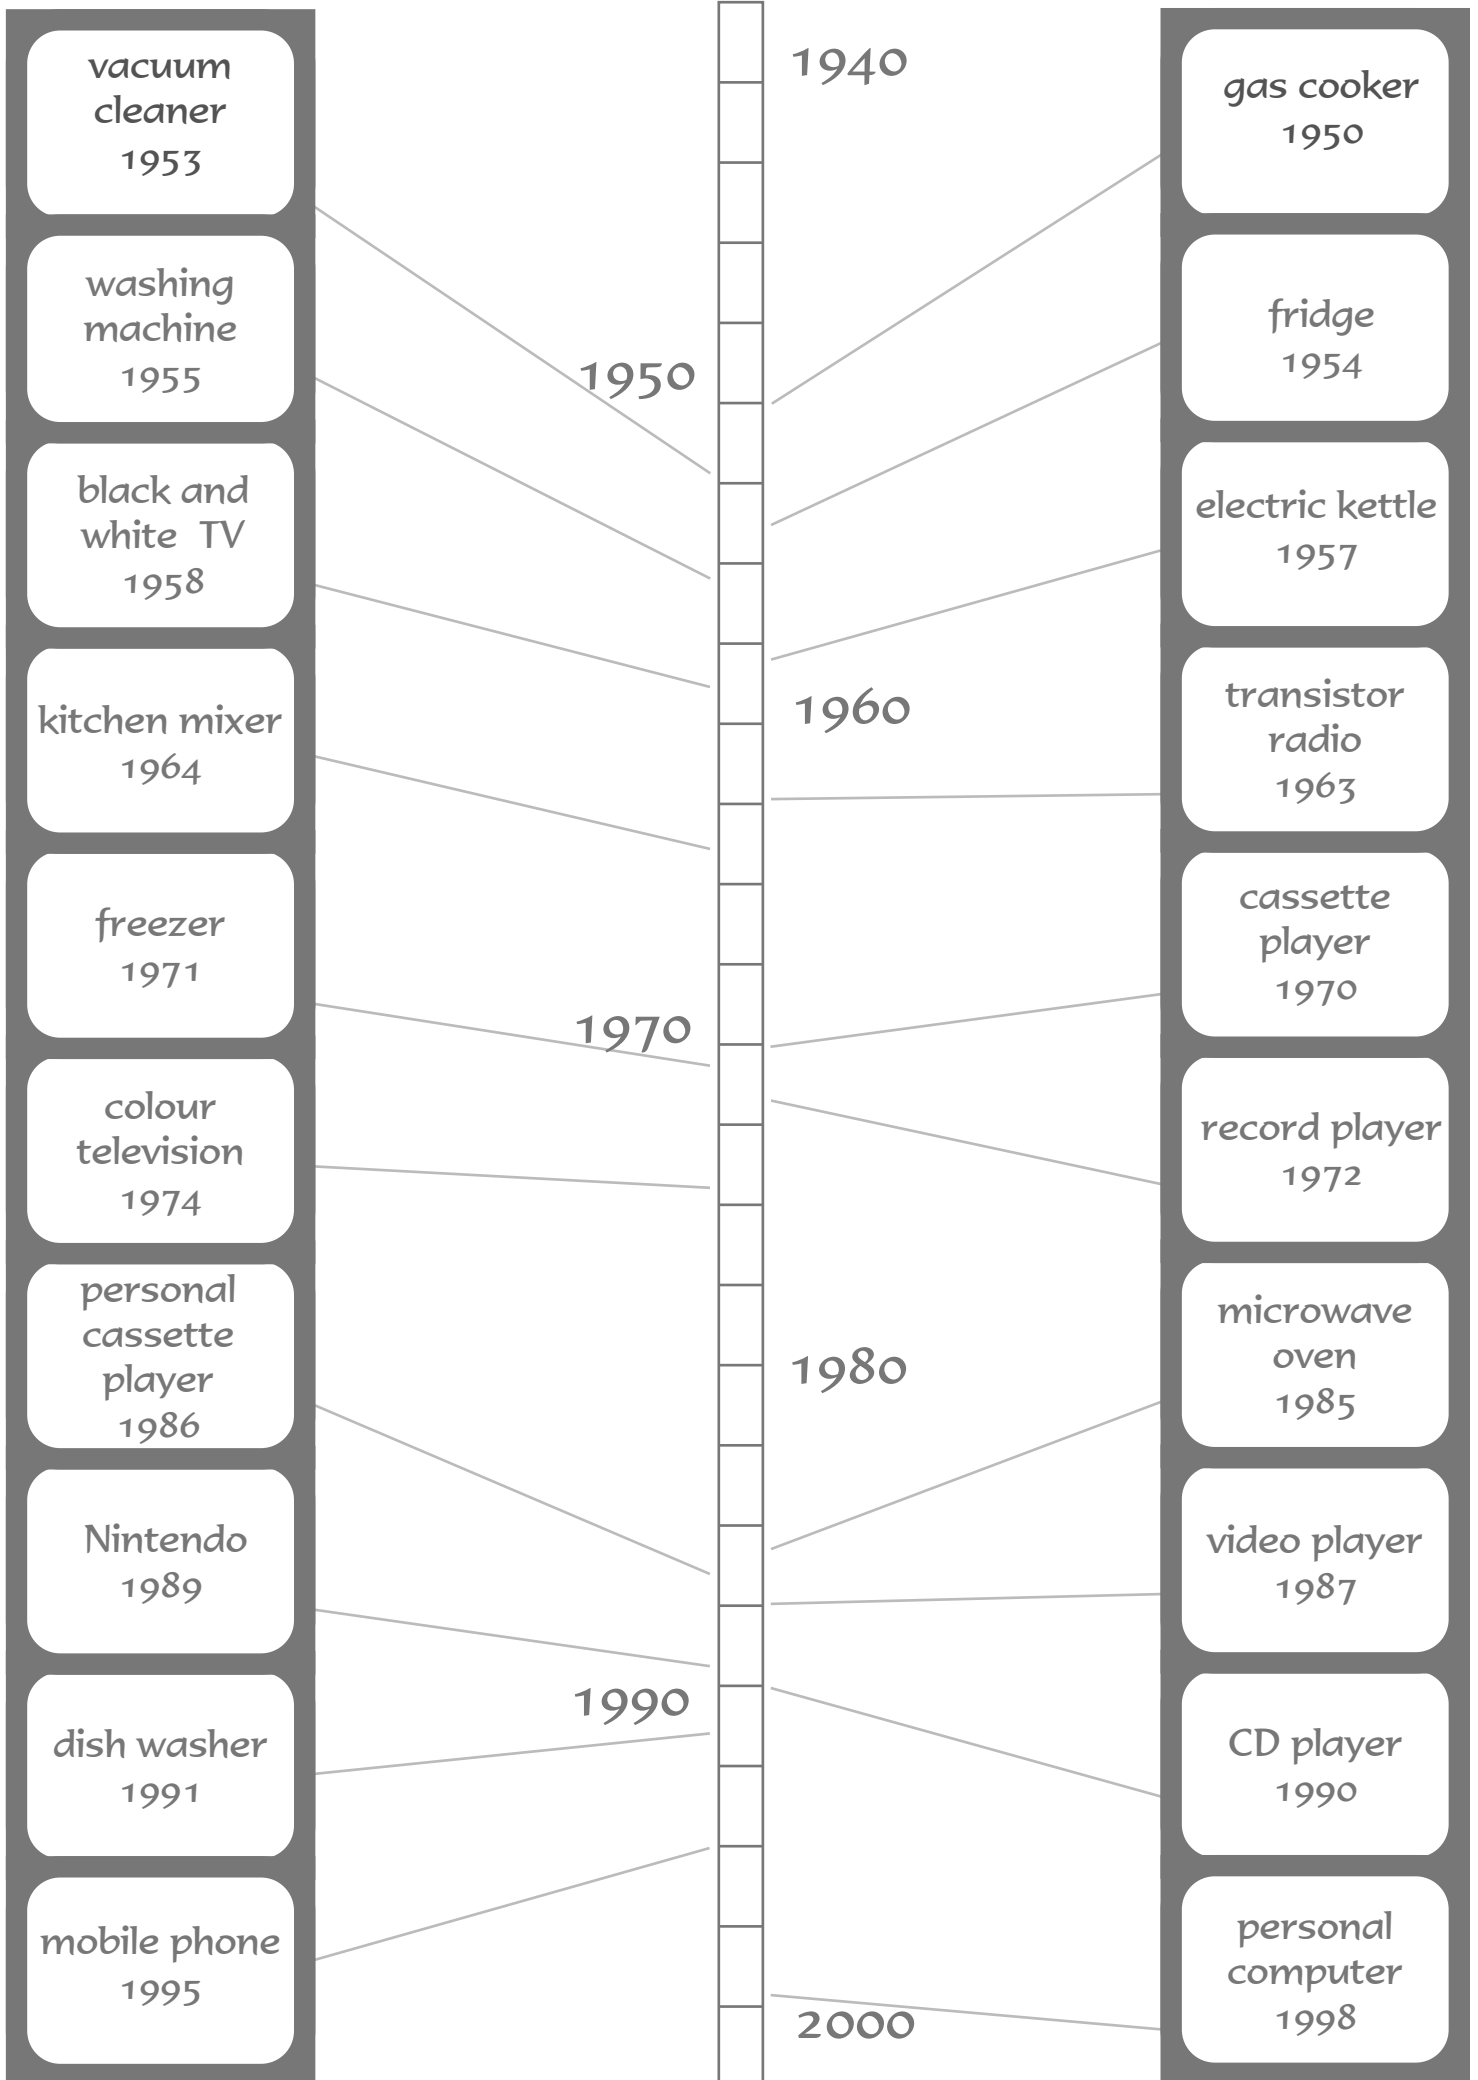 vacuum
cleaner
1953
washing
machine
1955
black and
white TV
1958
kitchen mixer
1964
freezer
1971
colour
television
1974
personal
cassette
player
1986
Nintendo
1989
dish washer
1991
mobile phone
1995
1940
1950
1960
1970
1980
1990
2000
gas cooker
1950
fridge
1954
electric kettle
1957
transistor
radio
1963
cassette
player
1970
record player
1972
microwave
oven
1985
video player
1987
CD player
1990
personal
computer
1998